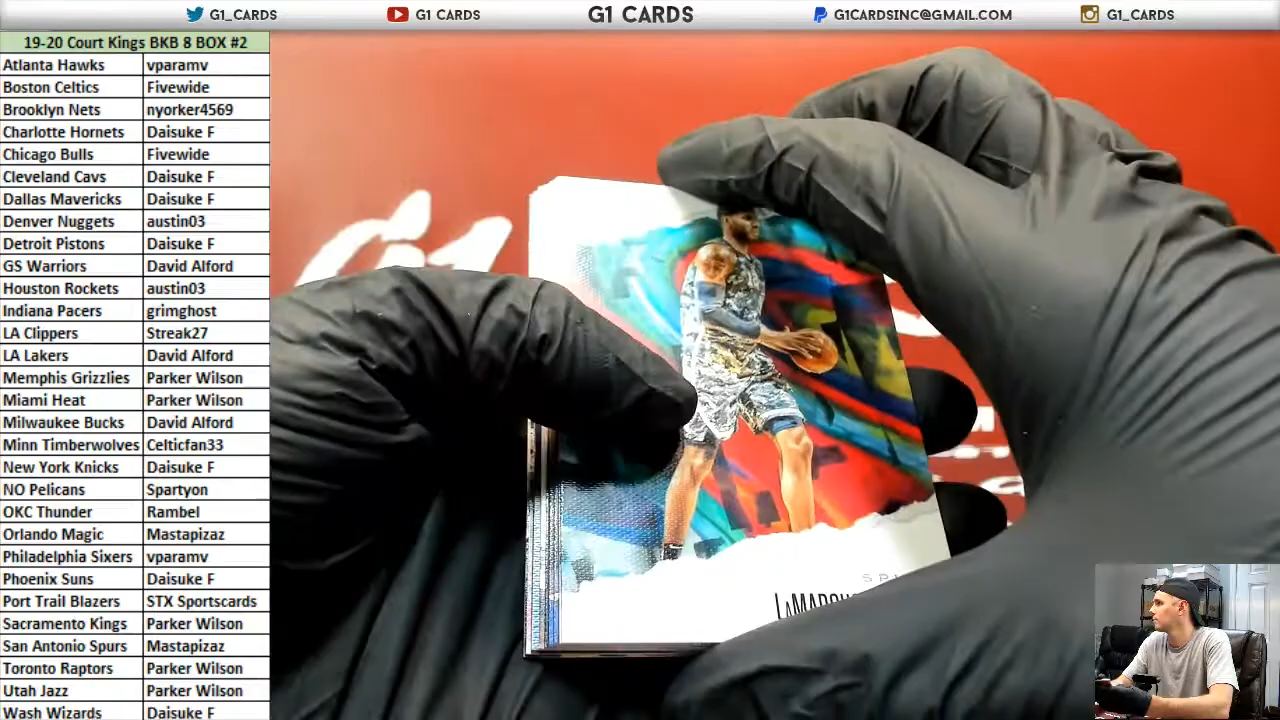 G1_CARDS G1 CARDS G1 CARDS G1CARDSINC@GMAIL.COM G1_CARDS
19-20 Court Kings BKB 8 BOX #2
Atlanta Hawks vparamv
Boston Celtics Fivewide
Brooklyn Nets nyorker4569
Charlotte Hornets Daisuke F
Chicago Bulls Fivewide
Cleveland Cavs Daisuke F
Dallas Mavericks Daisuke F
Denver Nuggets austin03
Detroit Pistons Daisuke F
GS Warriors David Alford
Houston Rockets austin03
Indiana Pacers grimghost
LA Clippers Streak27
LA Lakers David Alford
Memphis Grizzlies Parker Wilson
Miami Heat Parker Wilson
Milwaukee Bucks David Alford
Minn Timberwolves Celticfan33
New York Knicks Daisuke F
NO Pelicans Spartyon
OKC Thunder Rambel
Orlando Magic Mastapizaz
Philadelphia Sixers vparamv
Phoenix Suns Daisuke F
Port Trail Blazers STX Sportscards
Sacramento Kings Parker Wilson
San Antonio Spurs Mastapizaz
Toronto Raptors Parker Wilson
Utah Jazz Parker Wilson
Wash Wizards Daisuke F
G1